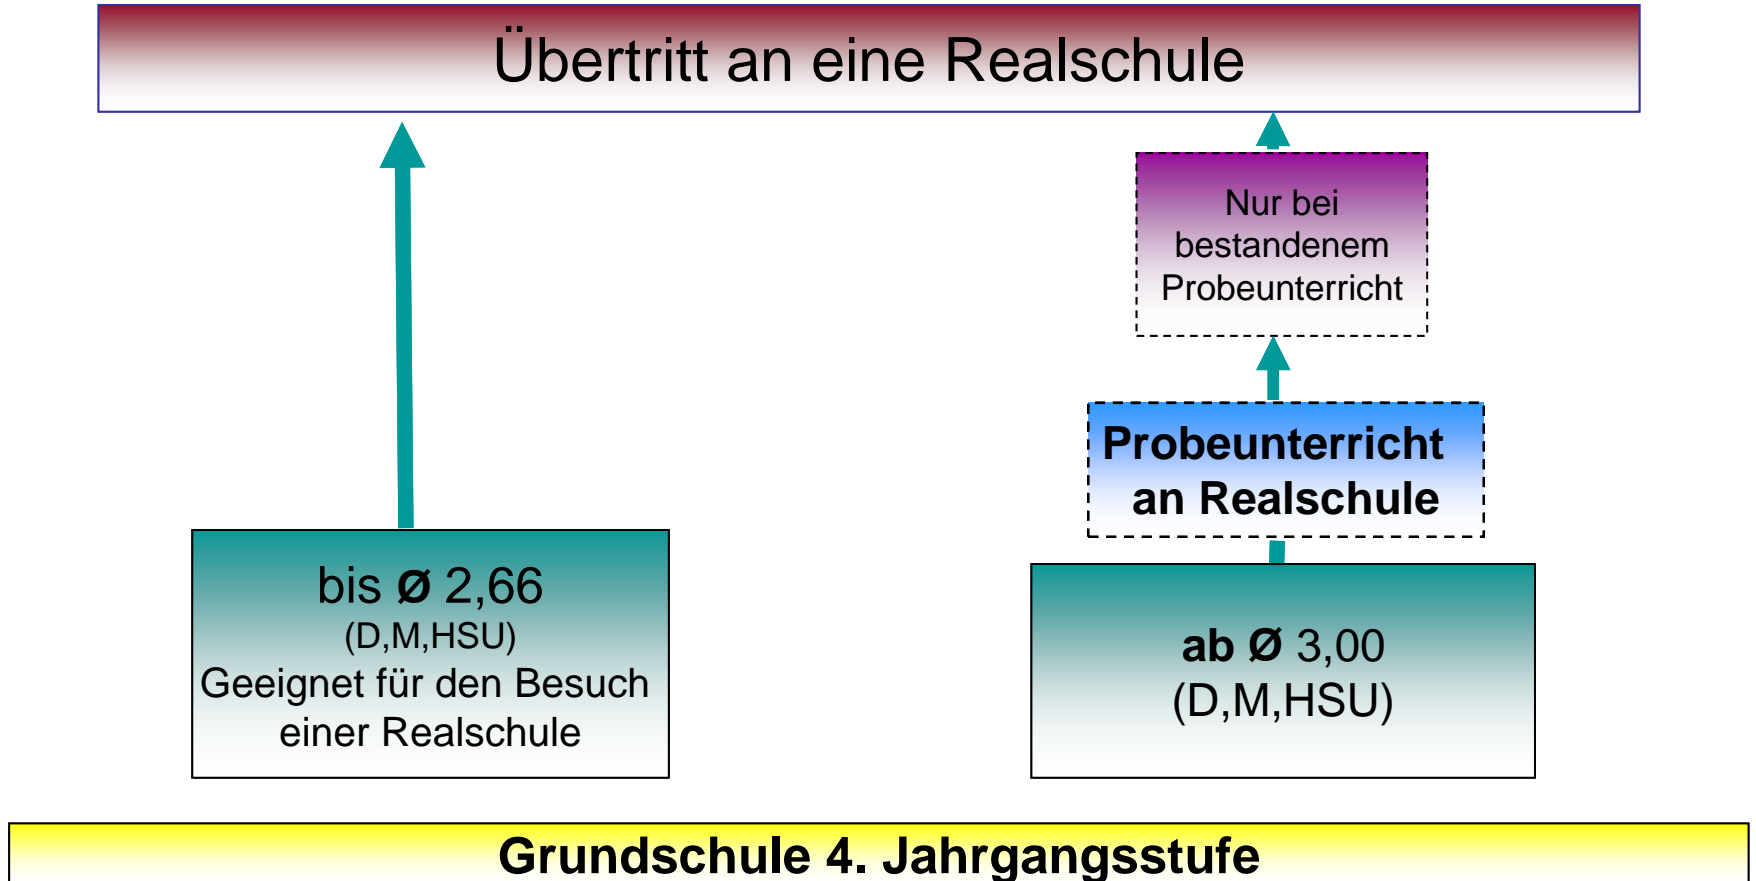 Übertritt an eine Realschule
Nur bei
bestandenem
Probeunterricht
Probeunterricht
an Realschule
bis Ø 2,66
(D,M,HSU)
Geeignet für den Besuch
einer Realschule
ab Ø 3,00
(D,M,HSU)
Grundschule 4. Jahrgangsstufe